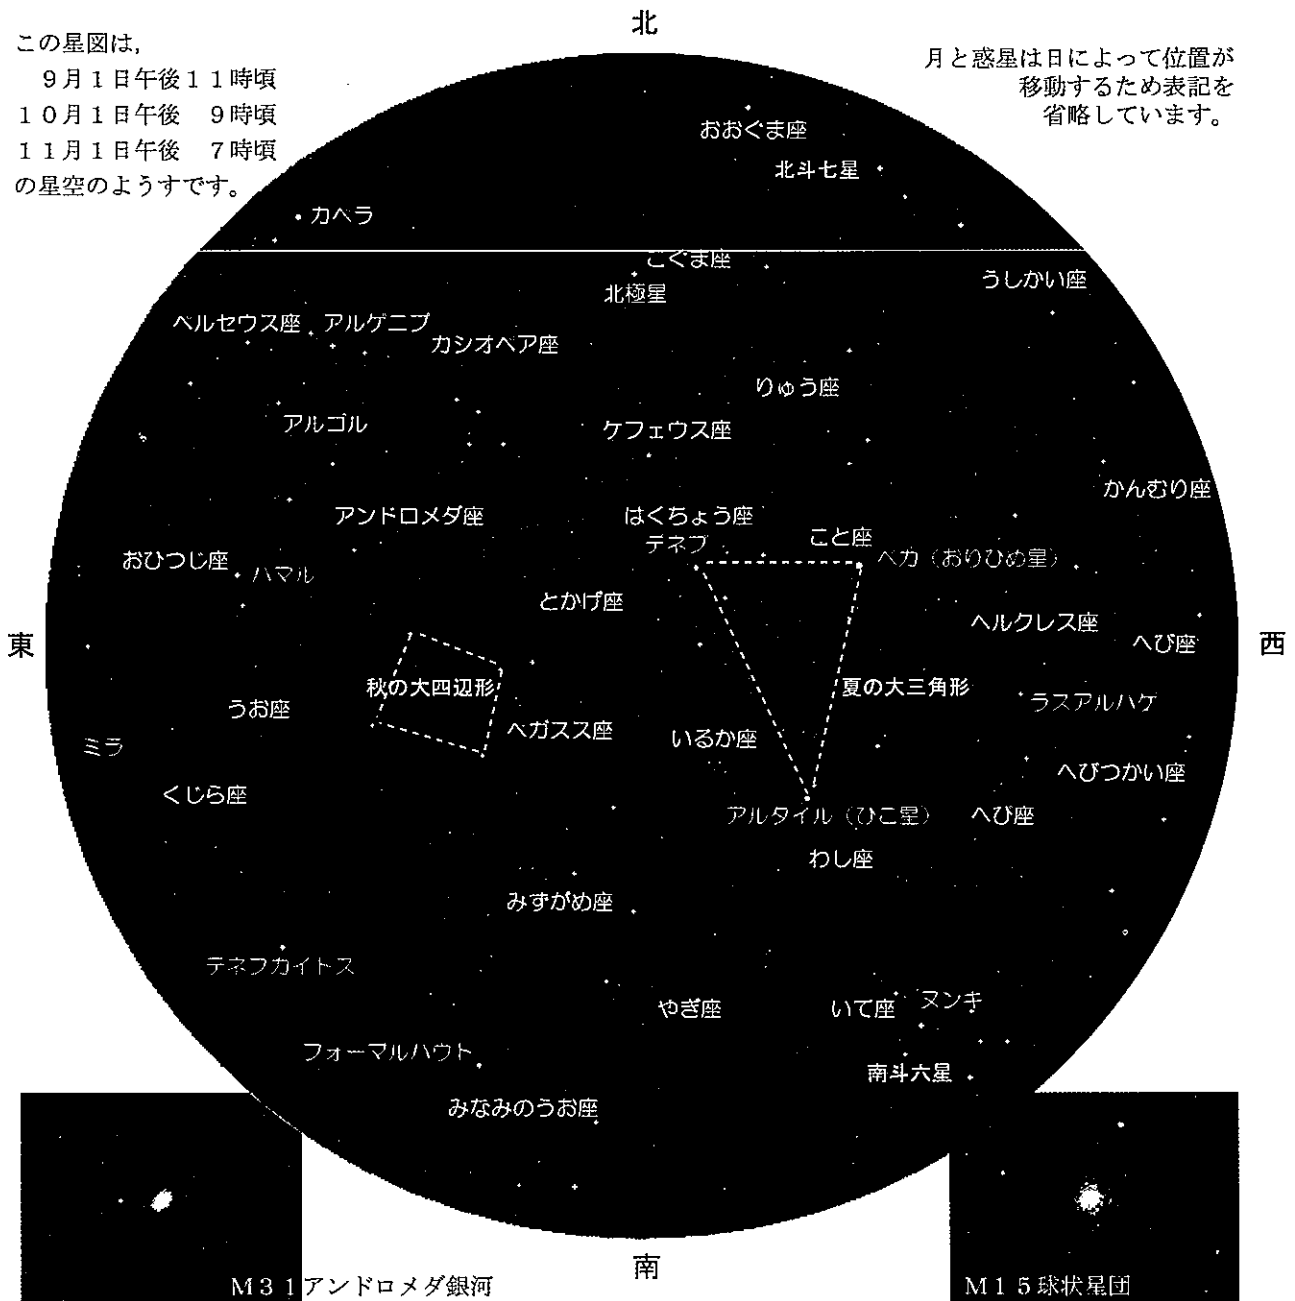 北
この星図は,
9月1日午後11時頃
10月1日午後 9時頃
11月1日午後 7時頃
の星空のようすです。
月と惑星は日によって位置が
移動するため表記を
省略しています。
おおぐま座
北斗七星
カペラ
こぐま座
北極星
うしかい座
ペルセウス座
アルゲニブ
カシオペア座
りゅう座
アルゴル
ケフェウス座
かんむり座
アンドロメダ座
はくちょう座
デネブ
こと座
ベガ（おりひめ星）
おひつじ座
ハマル
とかげ座
ヘルクレス座
へび座
東
西
秋の大四辺形
夏の大三角形
ラスアルハゲ
うお座
ペガスス座
いるか座
ミラ
へびつかい座
くじら座
アルタイル（ひこ星）
へび座
わし座
みずがめ座
デネブカイトス
やぎ座
いて座
ヌンキ
フォーマルハウト
南斗六星
みなみのうお座
南
M31アンドロメダ銀河
M15球状星団